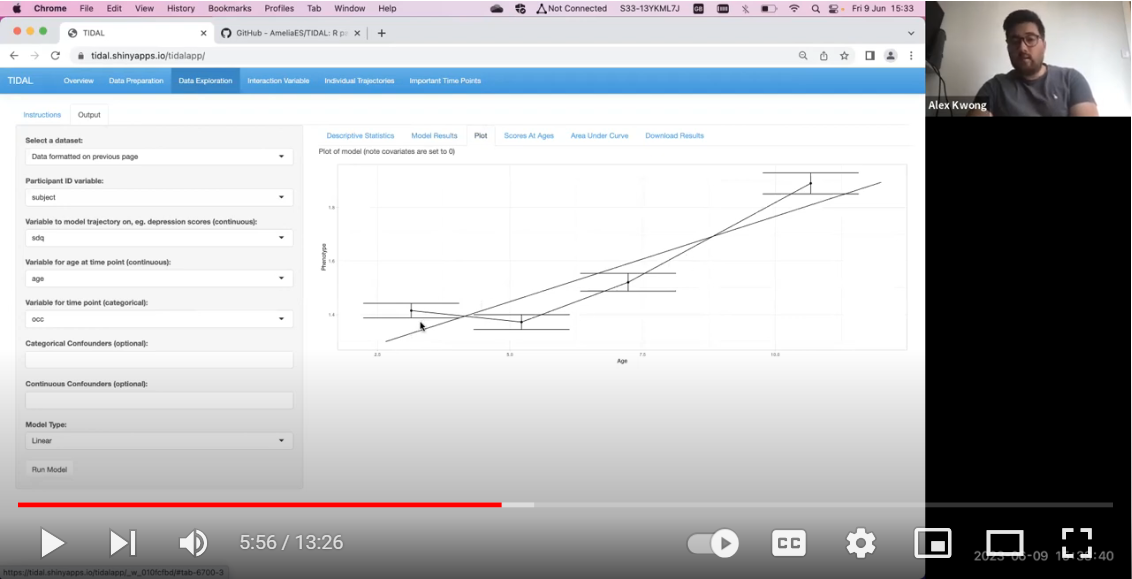 Chrome File Edit View History Bookmarks Profiles Tab Window Help Not Connected S33-13YKML7J GB Fri 9 Jun 15:33
TIDAL × GitHub - AmeliaES/TIDAL: R p × +
tidal.shinyapps.io/tidalapp/
TIDAL Overview Data Preparation Data Exploration Interaction Variable Individual Trajectories Important Time Points
Alex Kwong
Instructions Output
Select a dataset:
Data formatted on previous page
Participant ID variable:
subject
Variable to model trajectory on, eg. depression scores (continuous):
sdq
Variable for age at time point (continuous):
age
Variable for time point (categorical):
occ
Categorical Confounders (optional):
Continuous Confounders (optional):
Model Type:
Linear
Run Model
Descriptive Statistics Model Results Plot Scores At Ages Area Under Curve Download Results
Plot of model (note covariates are set to 0)
Phenotype
1.8
1.6
1.4
2.5 5.0 7.5 10.0
Age
5:56 / 13:26
CC
https://tidal.shinyapps.io/tidalapp/_w_010fcfbd/#tab-6700-3